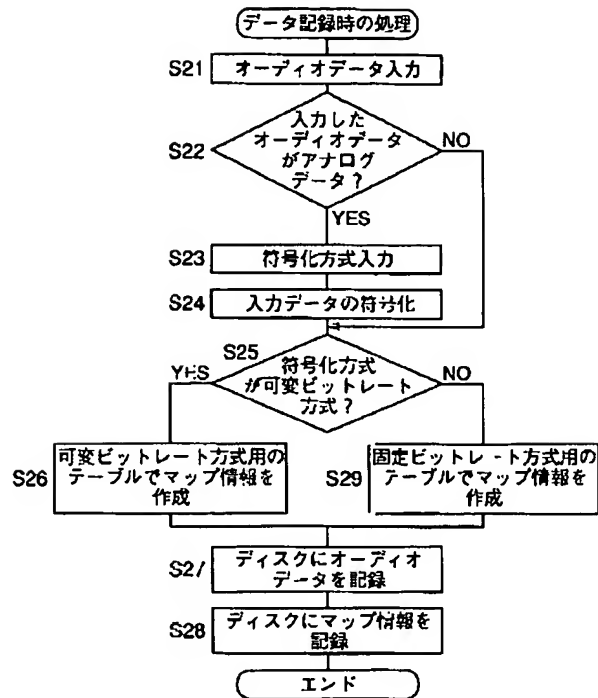 データ記録時の処理
S21
オーディオデータ入力
入力した
オーディオデータ
がアナログ
データ?
S22
NO
YES
S23
符号化方式入力
S24
入力データの符号化
S25
符号化方式
が可変ビットレート
方式?
YES
NO
S26
可変ビットレート方式用の
テーブルでマップ情報を
作成
S29
固定ビットレート方式用の
テーブルでマップ情報を
作成
S27
ディスクにオーディオ
データを記録
S28
ディスクにマップ情報を
記録
エンド